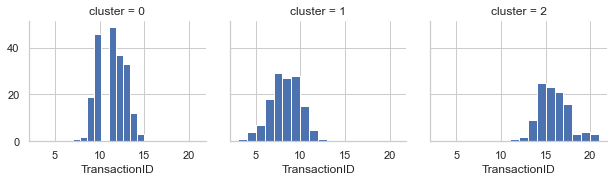 cluster = 0 cluster = 1 cluster = 2
40
20
0
5 10 15 20 5 10 15 20 5 10 15 20
TransactionID TransactionID TransactionID